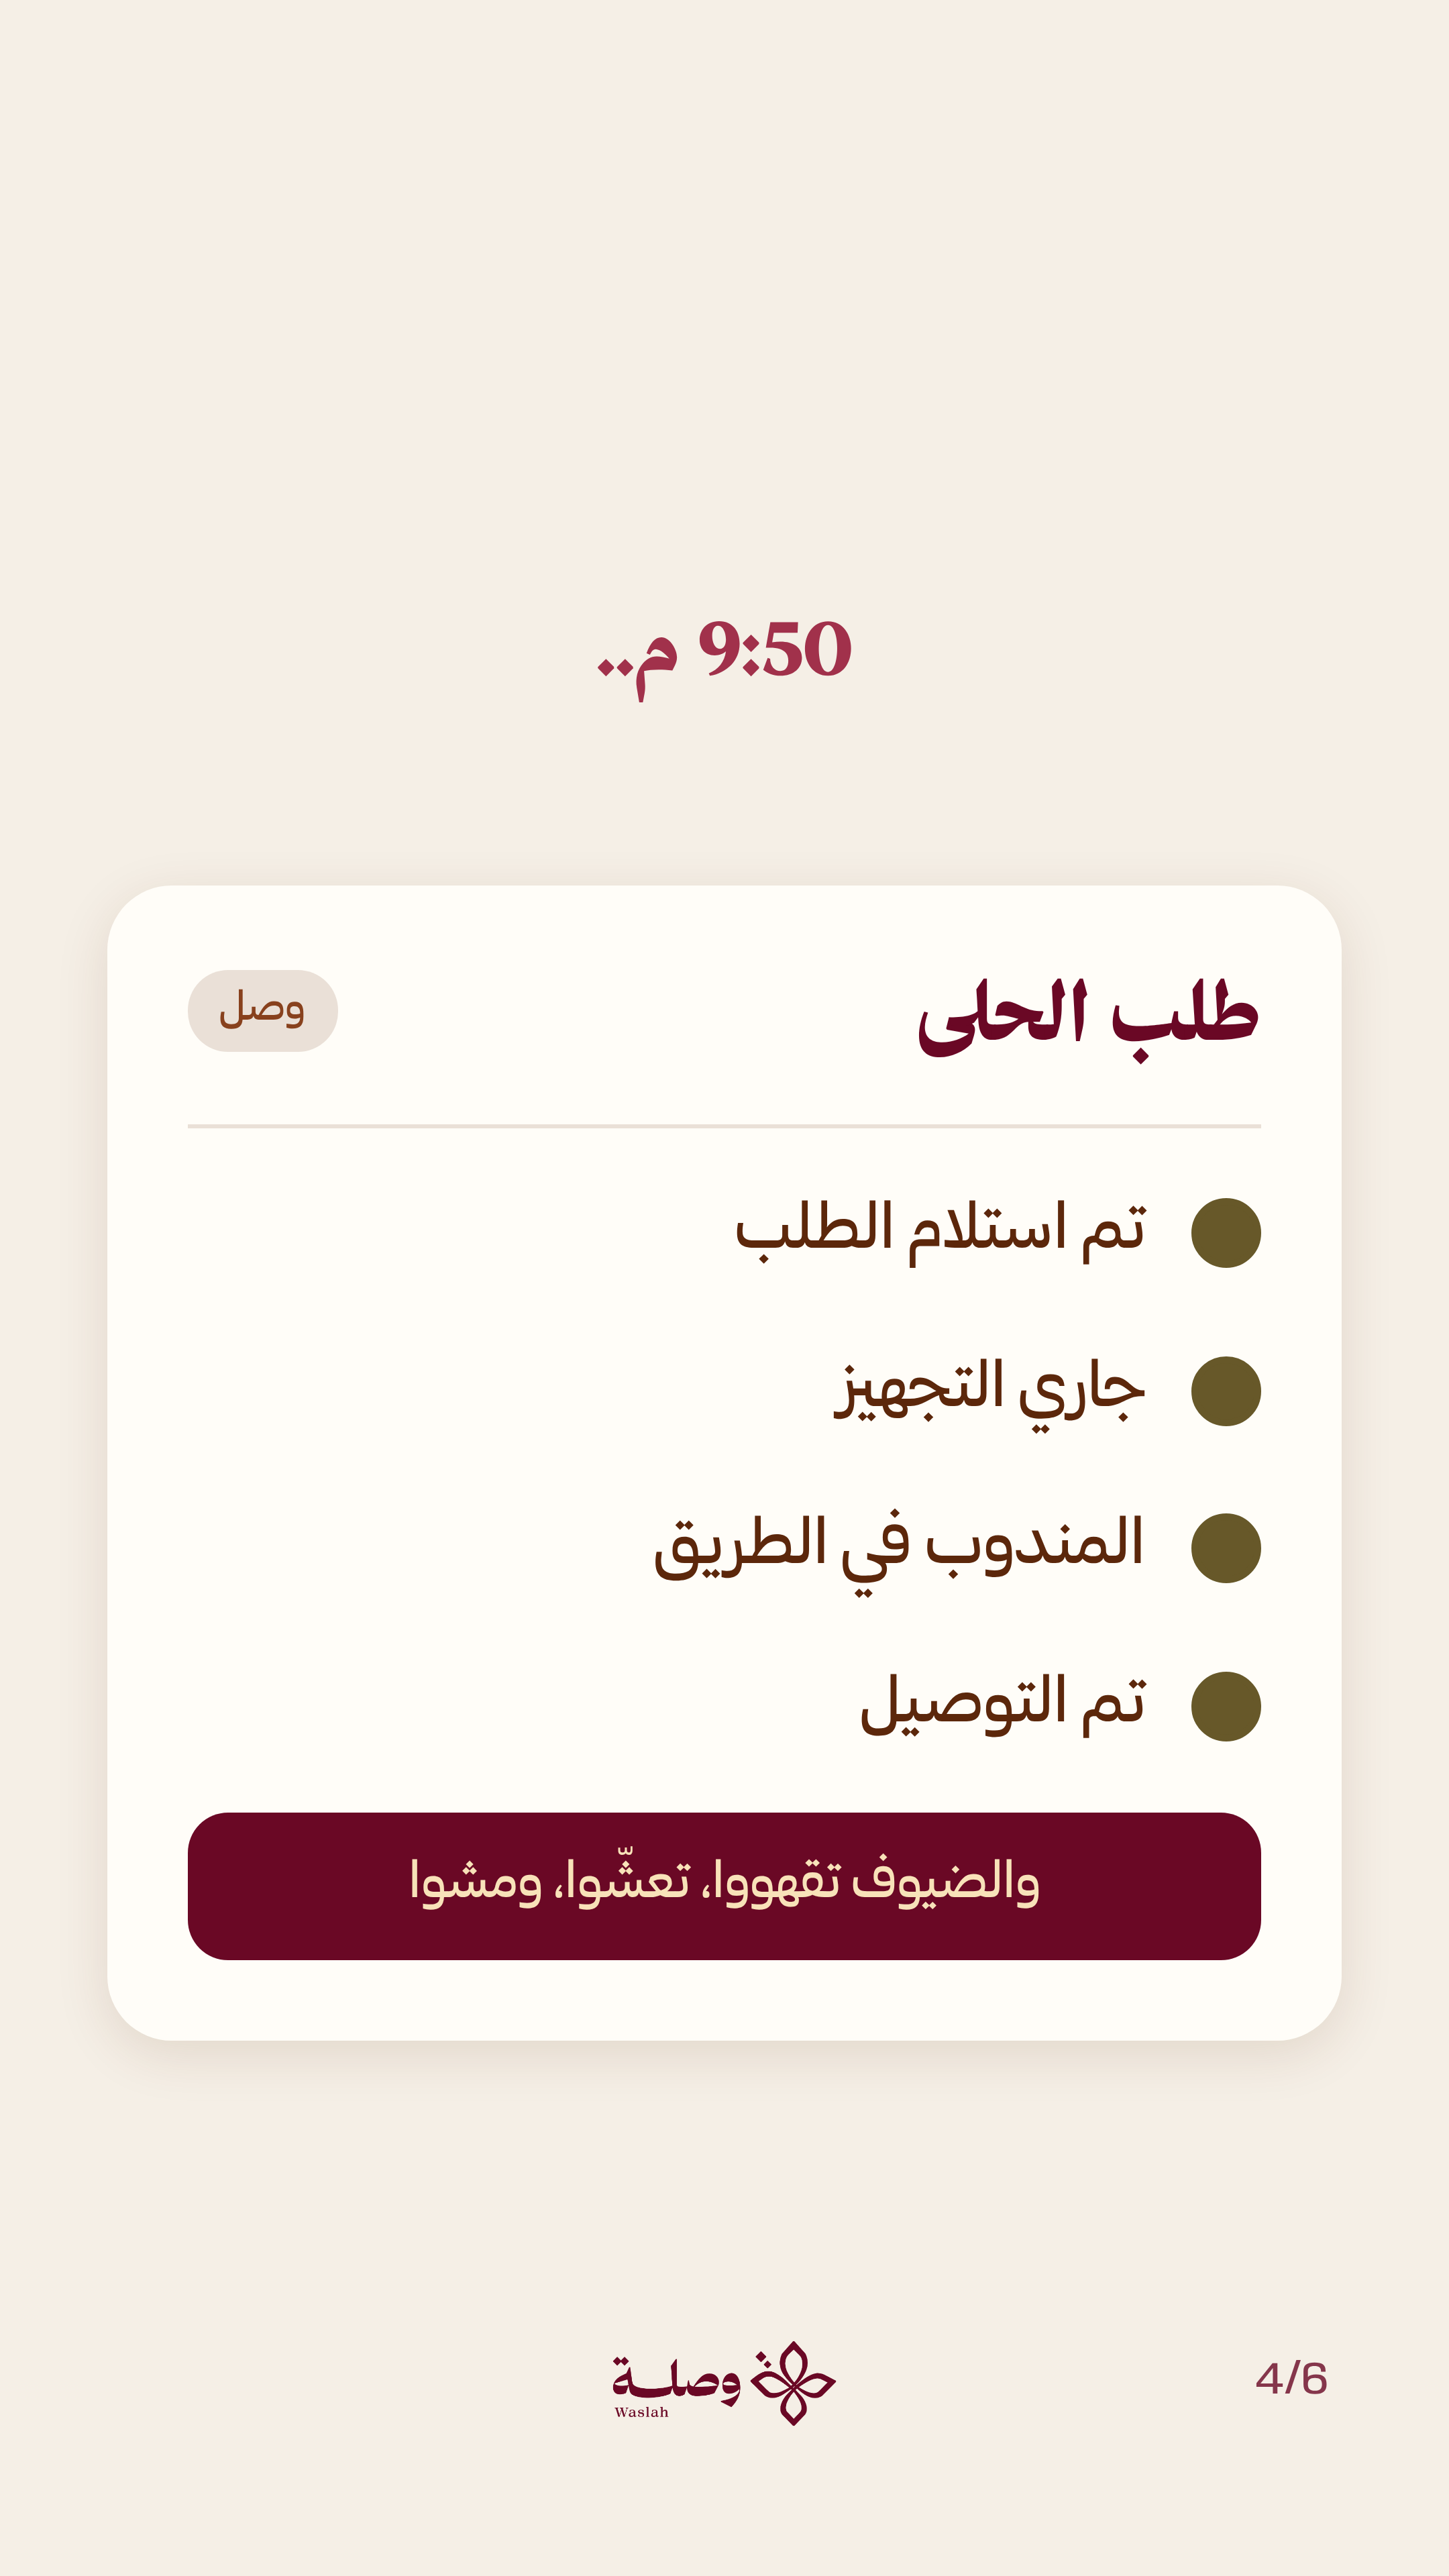 9:50 م..
طلب الحلى
وصل
تم استلام الطلب
جاري التجهيز
المندوب في الطريق
تم التوصيل
والضيوف تقهووا، تعشّوا، ومشوا
وصلة
Waslah
4/6